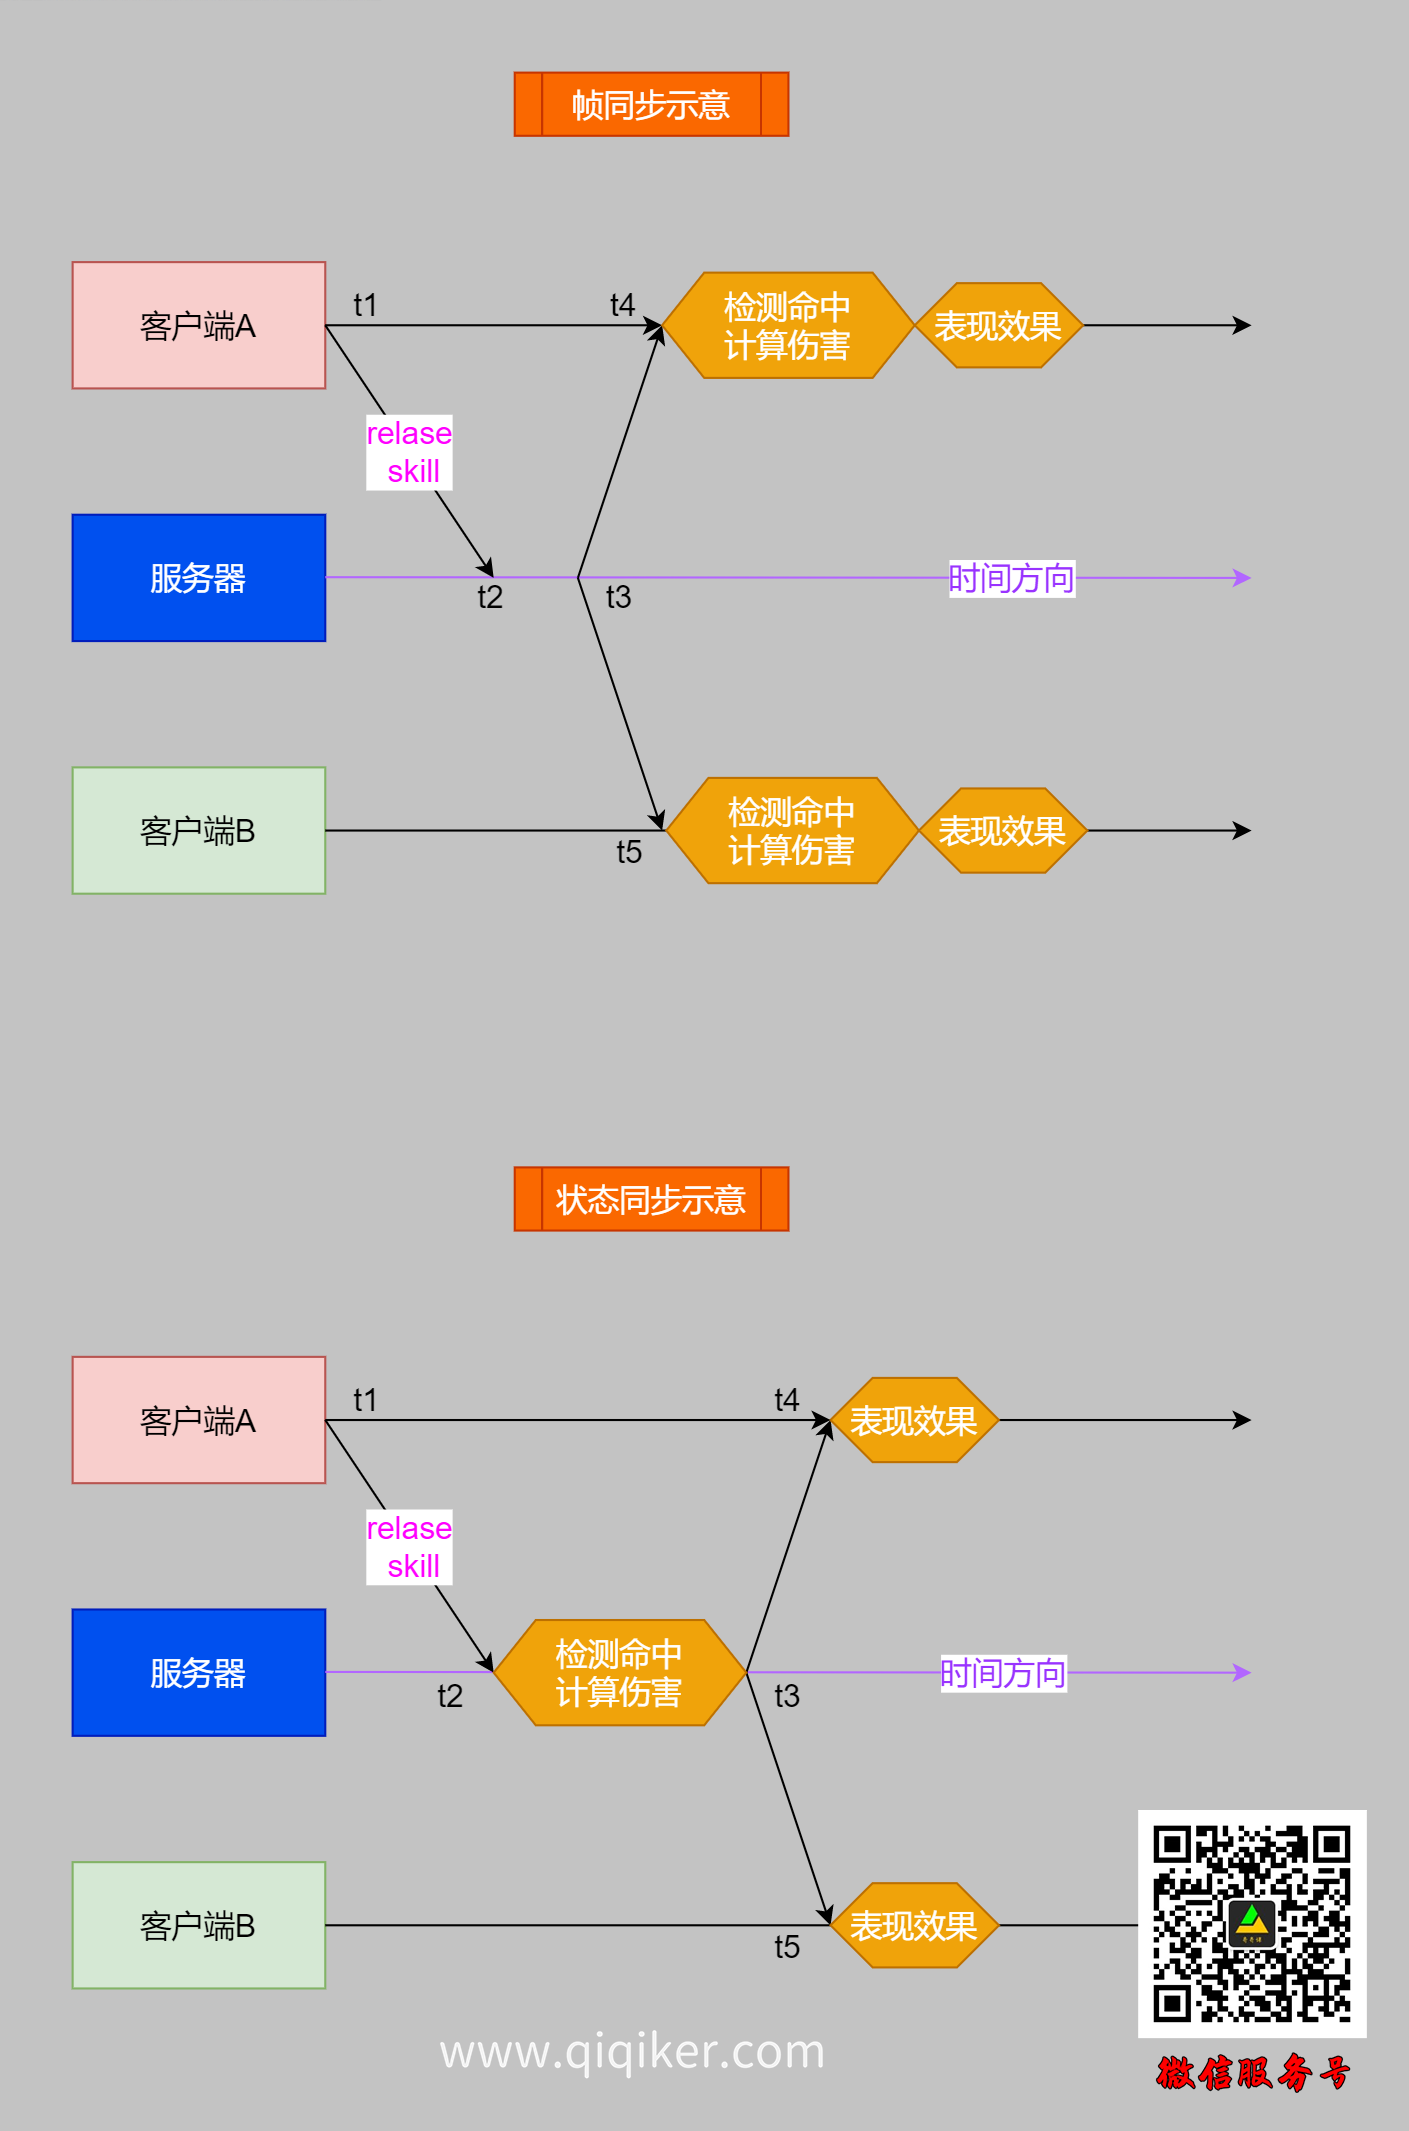 帧同步示意
客户端A
t1
t4
检测命中
计算伤害
表现效果
relase
skill
服务器
t2
t3
时间方向
客户端B
t5
检测命中
计算伤害
表现效果
状态同步示意
客户端A
t1
t4
表现效果
relase
skill
服务器
t2
检测命中
计算伤害
t3
时间方向
客户端B
t5
表现效果
www.qiqiker.com
微信服务号